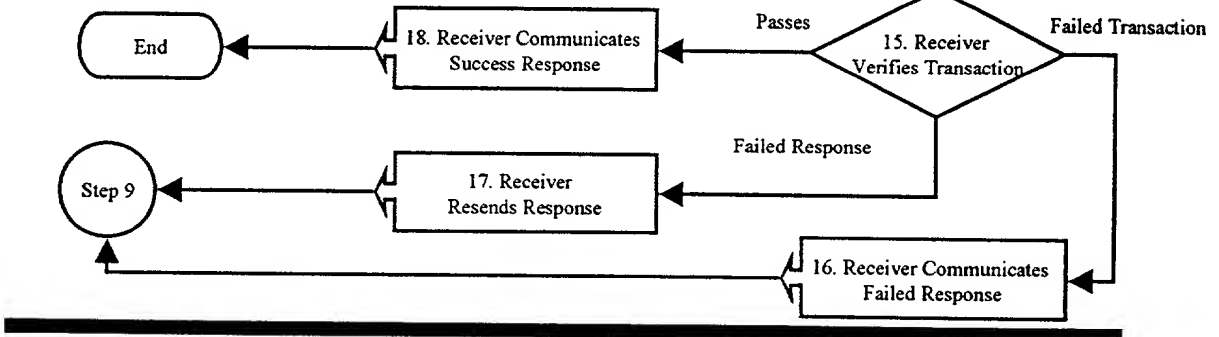 Passes
Failed Transaction
End
18. Receiver Communicates
Success Response
15. Receiver
Verifies Transaction
Failed Response
Step 9
17. Receiver
Resends Response
16. Receiver Communicates
Failed Response